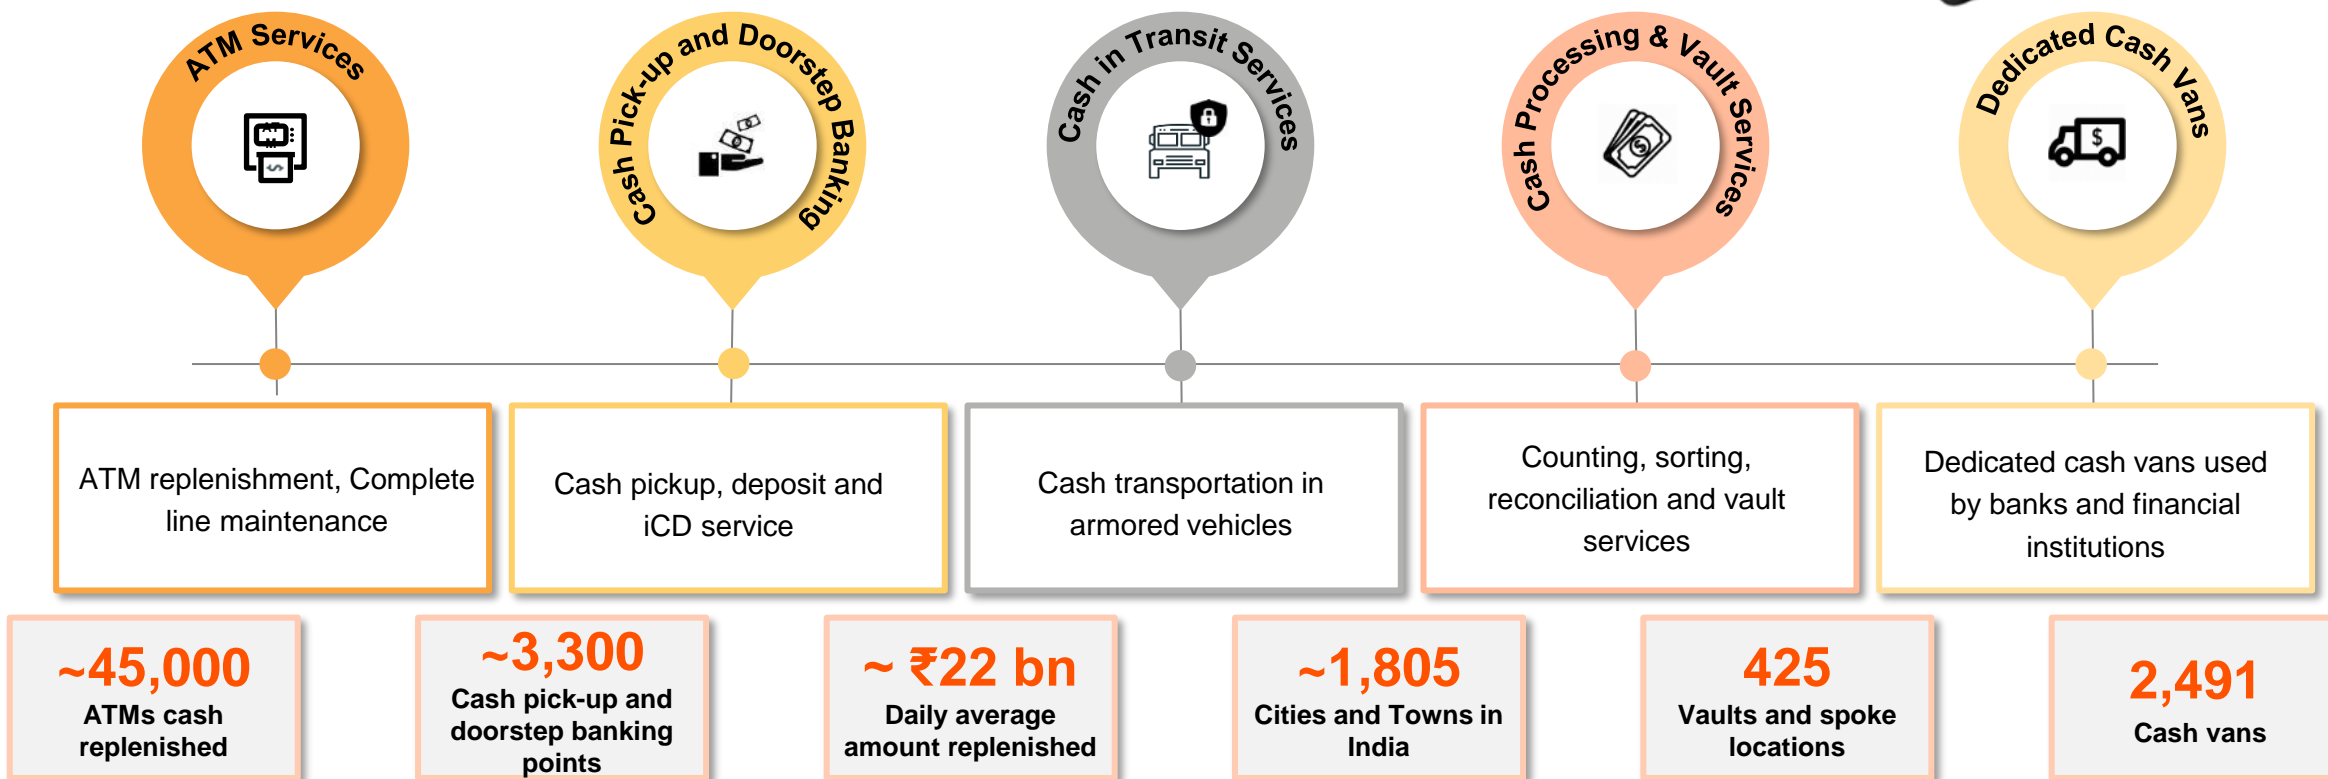 ATM Services
Cash Pick-up and Doorstep Banking
Cash in Transit Services
Cash Processing & Vault Services
Dedicated Cash Vans
ATM
$
$
ATM replenishment, Complete
line maintenance
Cash pickup, deposit and
iCD service
Cash transportation in
armored vehicles
Counting, sorting,
reconciliation and vault
services
Dedicated cash vans used
by banks and financial
institutions
~45,000
ATMs cash
replenished
~3,300
Cash pick-up and
doorstep banking
points
~ ₹22 bn
Daily average
amount replenished
~1,805
Cities and Towns in
India
425
Vaults and spoke
locations
2,491
Cash vans